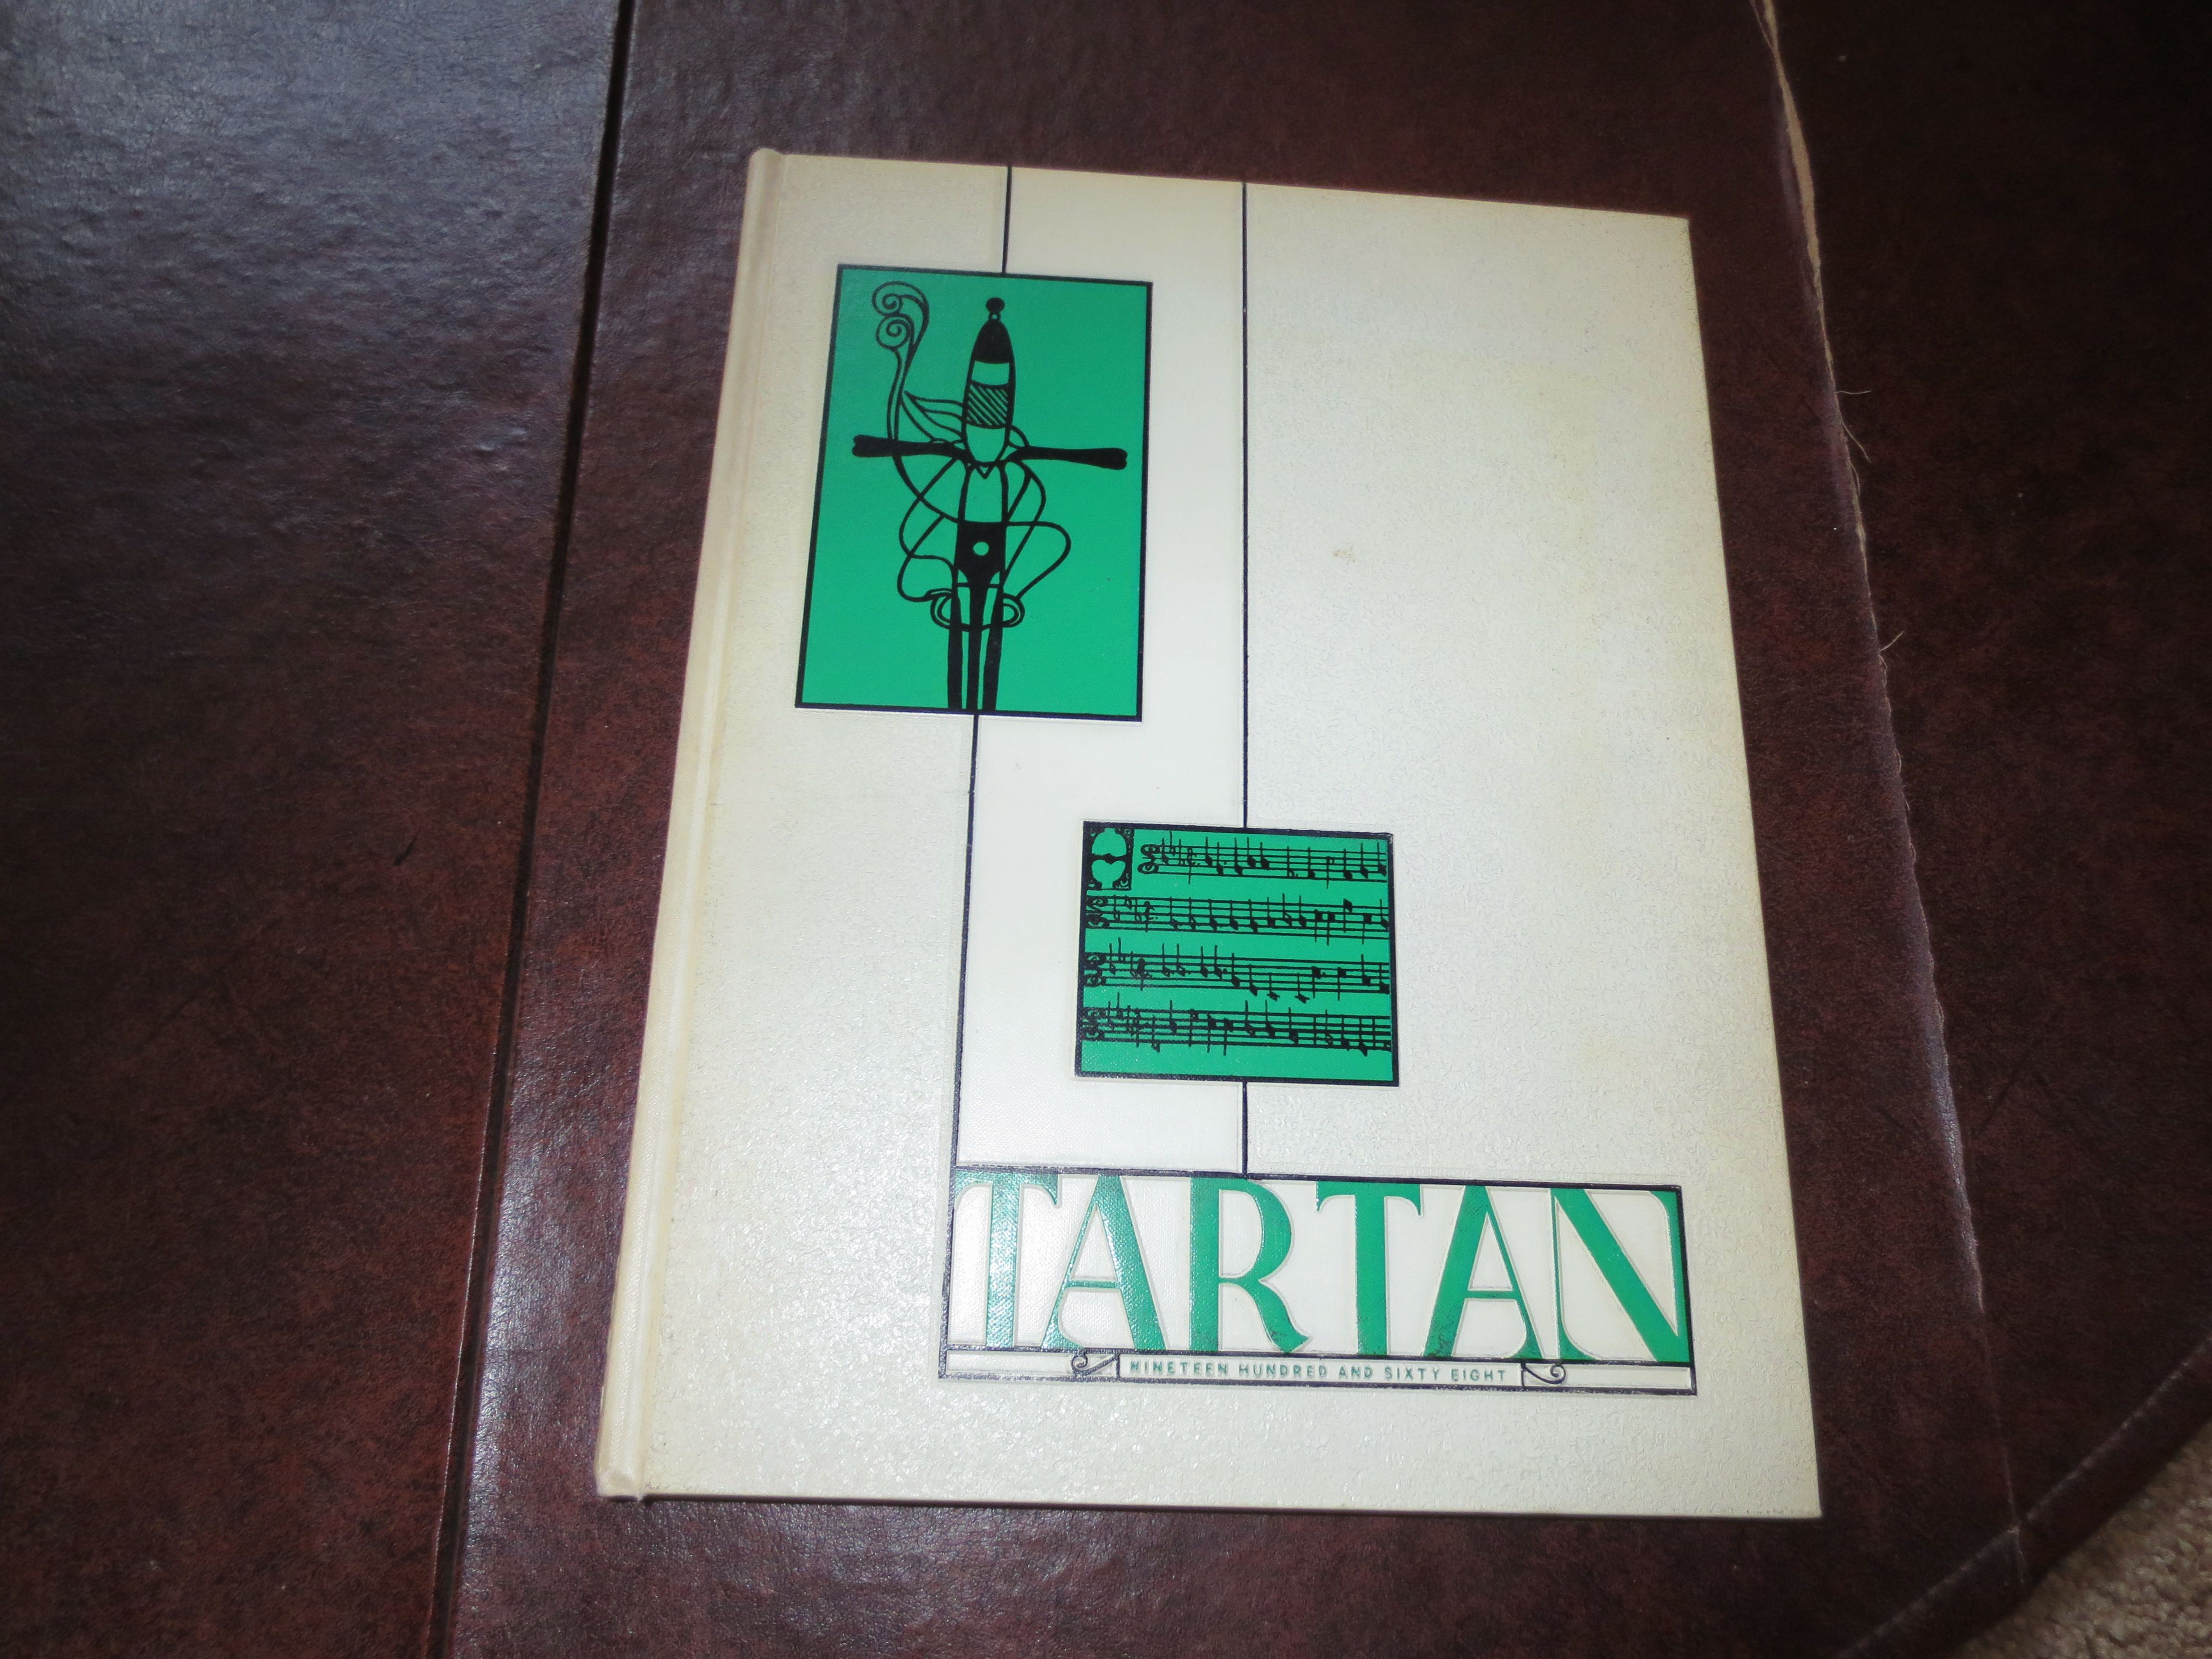 TARTAN
NINETEEN HUNDRED AND SIXTY EIGHT